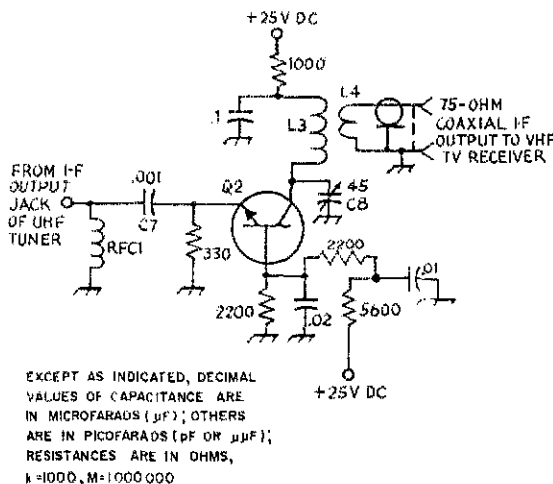 +25V DC
1000
.1
L3
L4
75-OHM
COAXIAL I-F
OUTPUT TO VHF
TV RECEIVER
FROM I-F
OUTPUT
JACK
OF UHF
TUNER
.001
C7
Q2
45
C8
RFC1
330
2200
2200
.02
.01
5600
+25V DC
EXCEPT AS INDICATED, DECIMAL
VALUES OF CAPACITANCE ARE
IN MICROFARADS (µF); OTHERS
ARE IN PICOFARADS (pF OR µµF);
RESISTANCES ARE IN OHMS,
k=1000, M=1000000